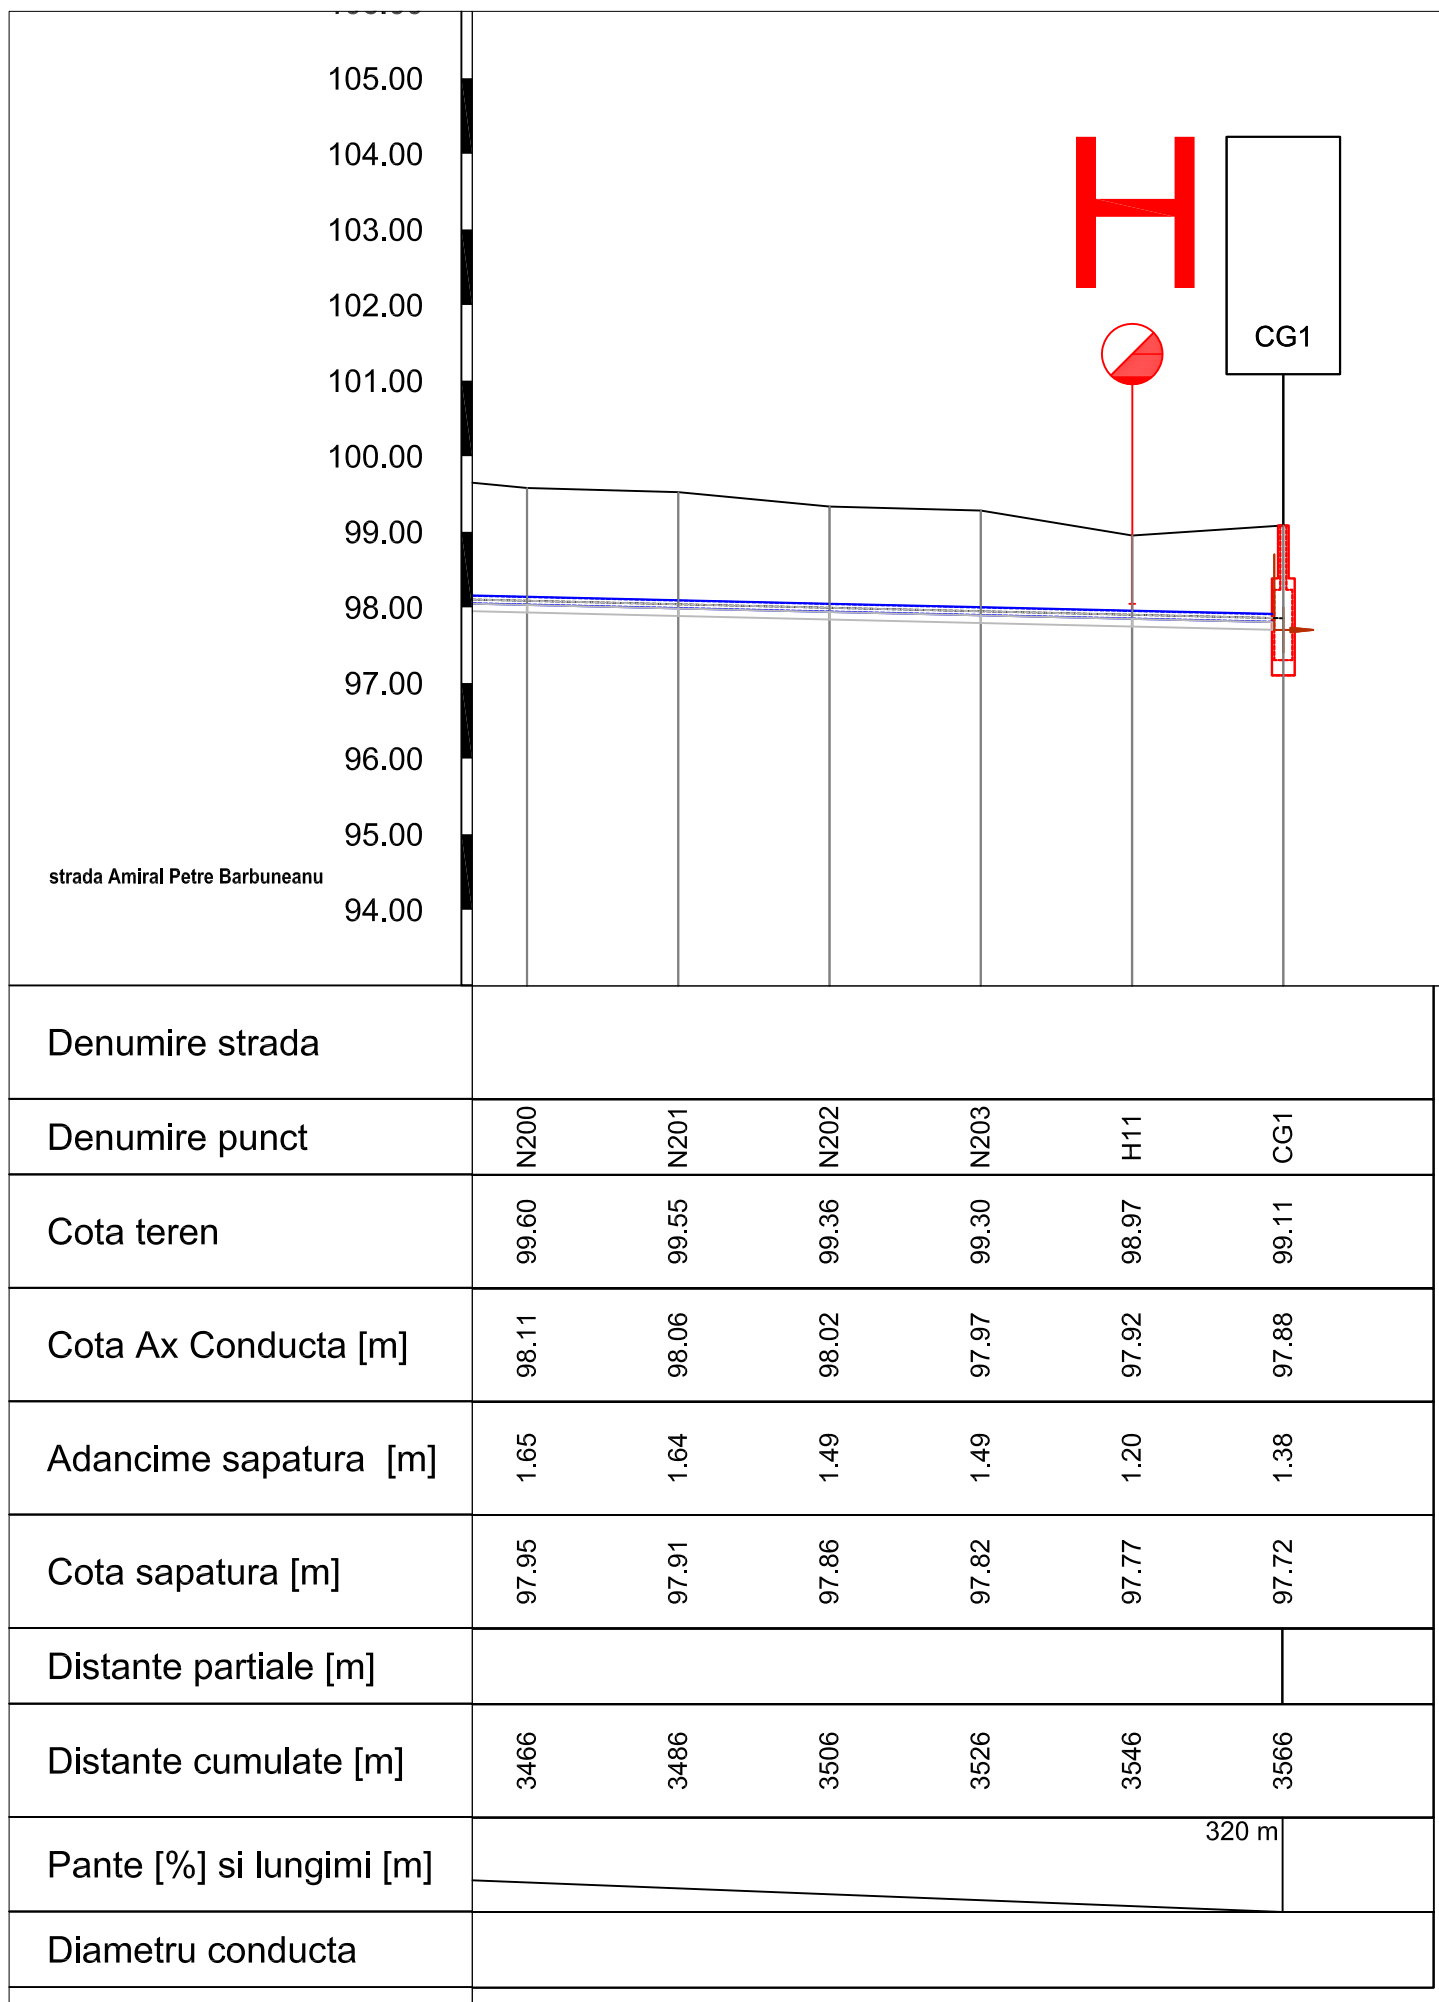 105.00
104.00
103.00
102.00
101.00
100.00
99.00
98.00
97.00
96.00
95.00
94.00
H
CG1
strada Amiral Petre Barbuneanu
Denumire strada
Denumire punct N200 N201 N202 N203 H11 CG1
Cota teren 99.60 99.55 99.36 99.30 98.97 99.11
Cota Ax Conducta [m] 98.11 98.06 98.02 97.97 97.92 97.88
Adancime sapatura [m] 1.65 1.64 1.49 1.49 1.20 1.38
Cota sapatura [m] 97.95 97.91 97.86 97.82 97.77 97.72
Distante partiale [m]
Distante cumulate [m] 3466 3486 3506 3526 3546 3566
Pante [%] si lungimi [m] 320 m
Diametru conducta